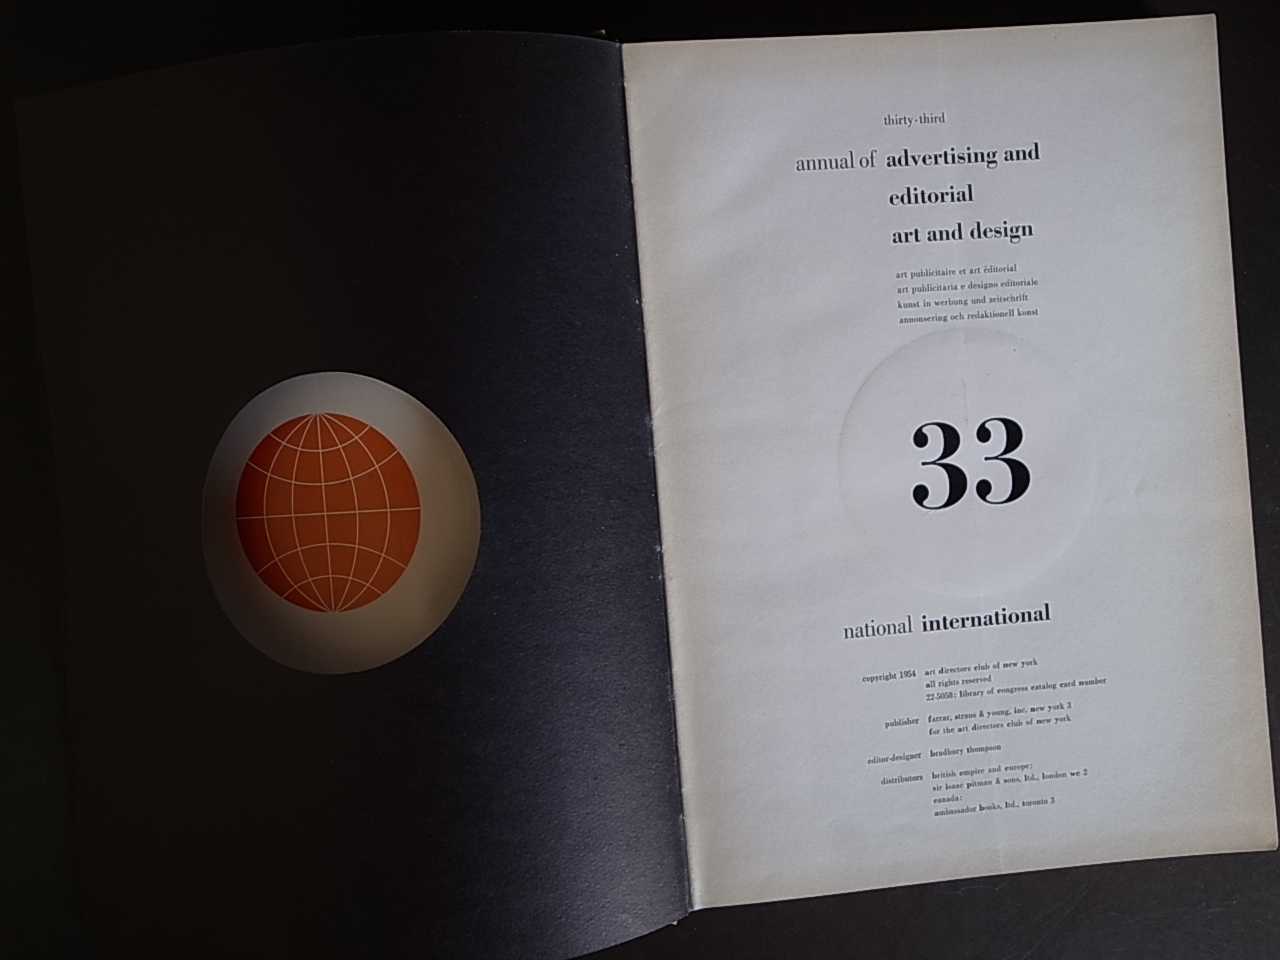 thirty-third
annual of advertising and
editorial
art and design
art publicitaire et art éditorial
art publicitaria e designo editoriale
kunst in werbung und zeitschrift
annonsering och redaktionell konst
33
national international
copyright 1954 art directors club of new york
all rights reserved
22-5058: library of congress catalog card number
publisher farrar, straus & young, inc. new york 3
for the art directors club of new york
editor-designer bradbury thompson
distributors british empire and europe:
sir isaac pitman & sons, ltd., london wc 2
canada:
ambassador books, ltd., toronto 3